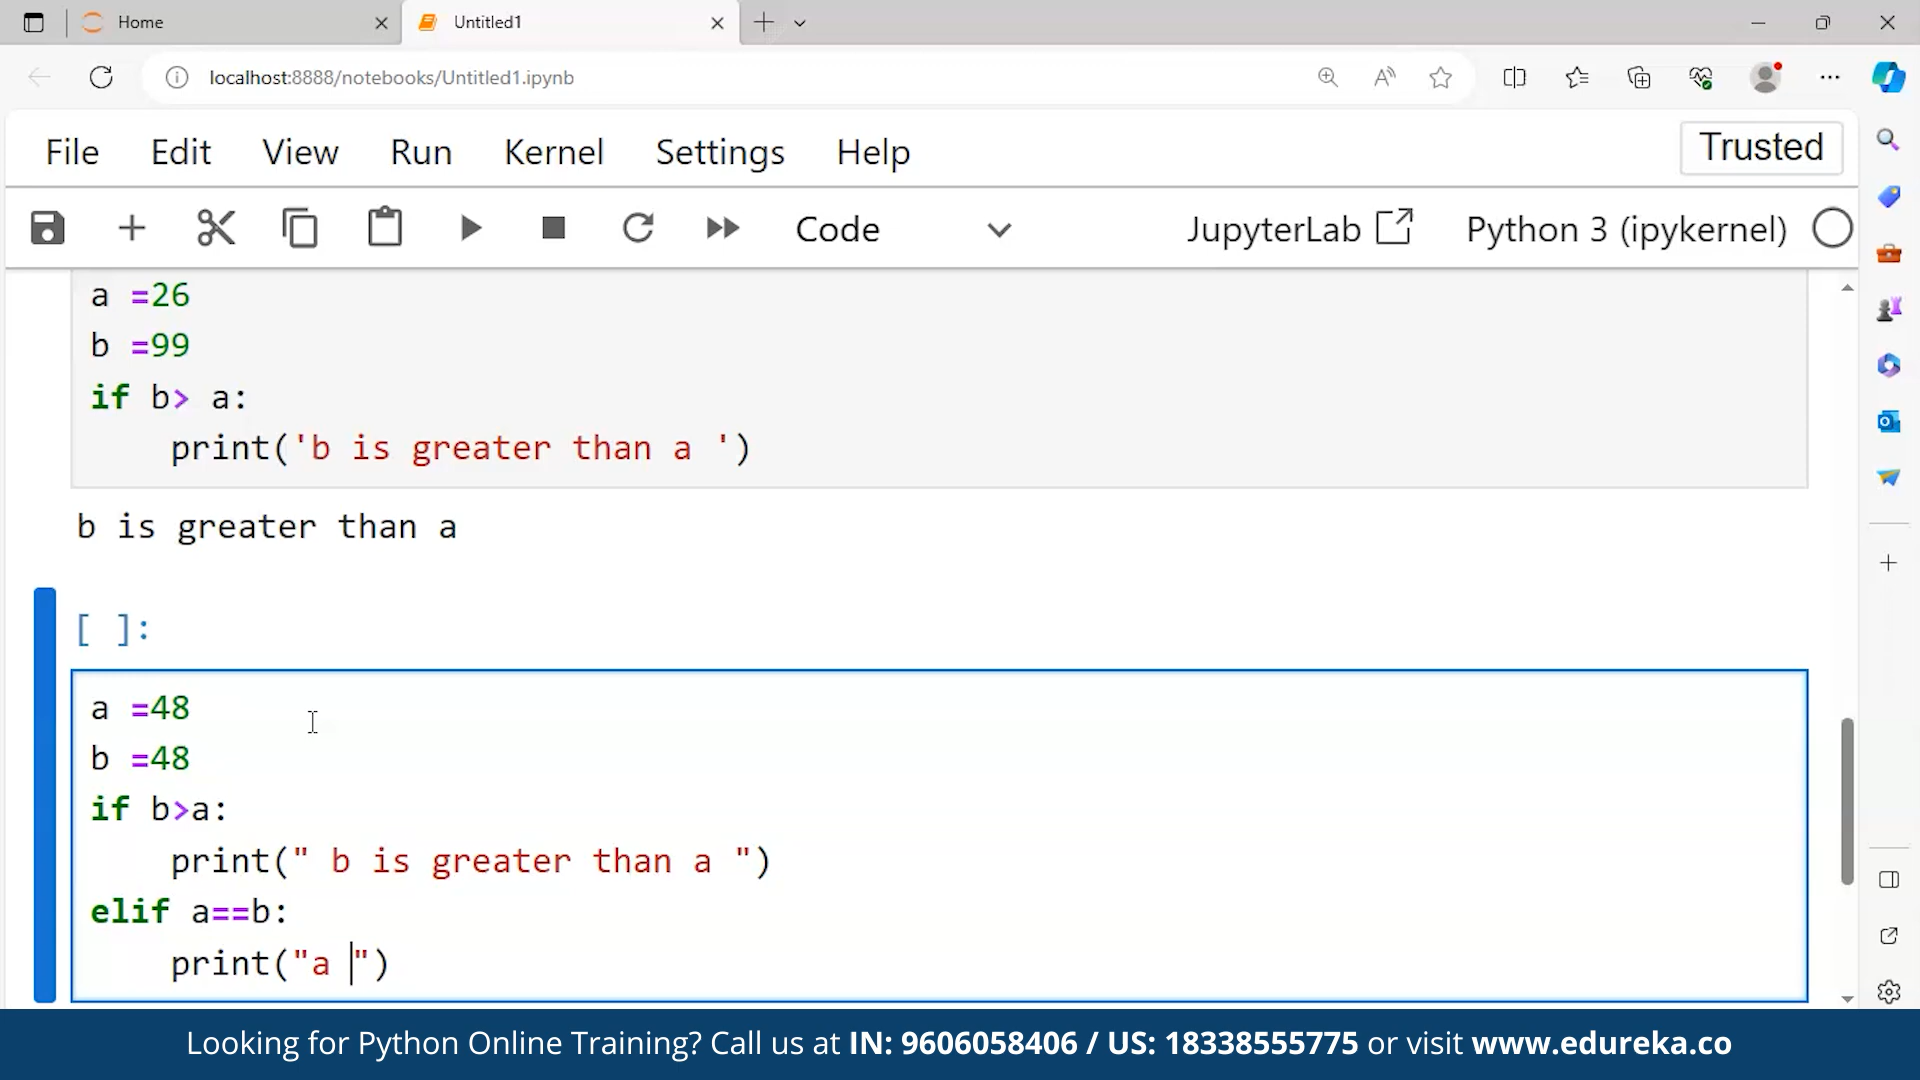 Home
Untitled1
localhost:8888/notebooks/Untitled1.ipynb
File Edit View Run Kernel Settings Help
Trusted
Code
JupyterLab
Python 3 (ipykernel)
a =26
b =99
if b> a:
    print('b is greater than a ')
b is greater than a
[ ]:
a =48
b =48
if b>a:
    print(" b is greater than a ")
elif a==b:
    print("a ")
Looking for Python Online Training? Call us at IN: 9606058406 / US: 18338555775 or visit www.edureka.co